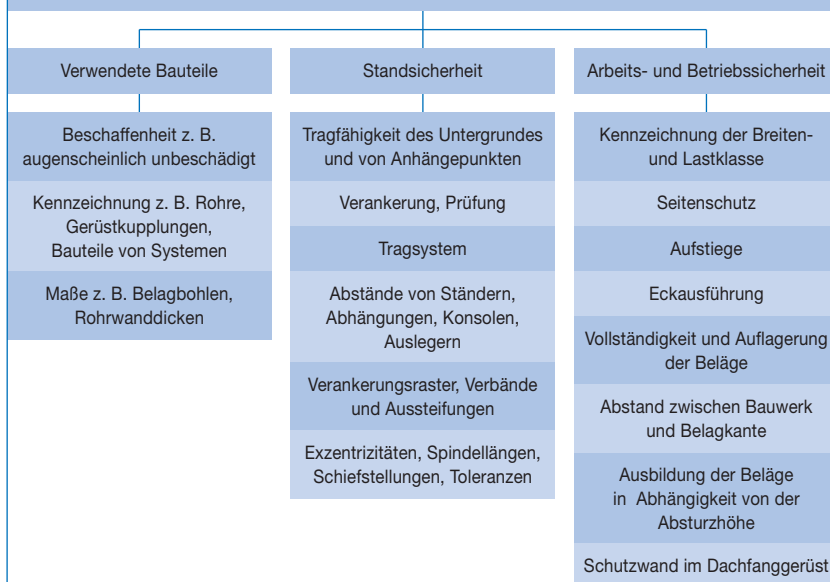 Verwendete Bauteile
Beschaffenheit z. B.
augenscheinlich unbeschädigt
Kennzeichnung z. B. Rohre,
Gerüstkupplungen,
Bauteile von Systemen
Maße z. B. Belagbohlen,
Rohrwanddicken
Standsicherheit
Tragfähigkeit des Untergrundes
und von Anhängepunkten
Verankerung, Prüfung
Tragsystem
Abstände von Ständern,
Abhängungen, Konsolen,
Auslegern
Verankerungsraster, Verbände
und Aussteifungen
Exzentrizitäten, Spindellängen,
Schiefstellungen, Toleranzen
Arbeits- und Betriebssicherheit
Kennzeichnung der Breiten-
und Lastklasse
Seitenschutz
Aufstiege
Eckausführung
Vollständigkeit und Auflagerung
der Beläge
Abstand zwischen Bauwerk
und Belagkante
Ausbildung der Beläge
in Abhängigkeit von der
Absturzhöhe
Schutzwand im Dachfanggerüst